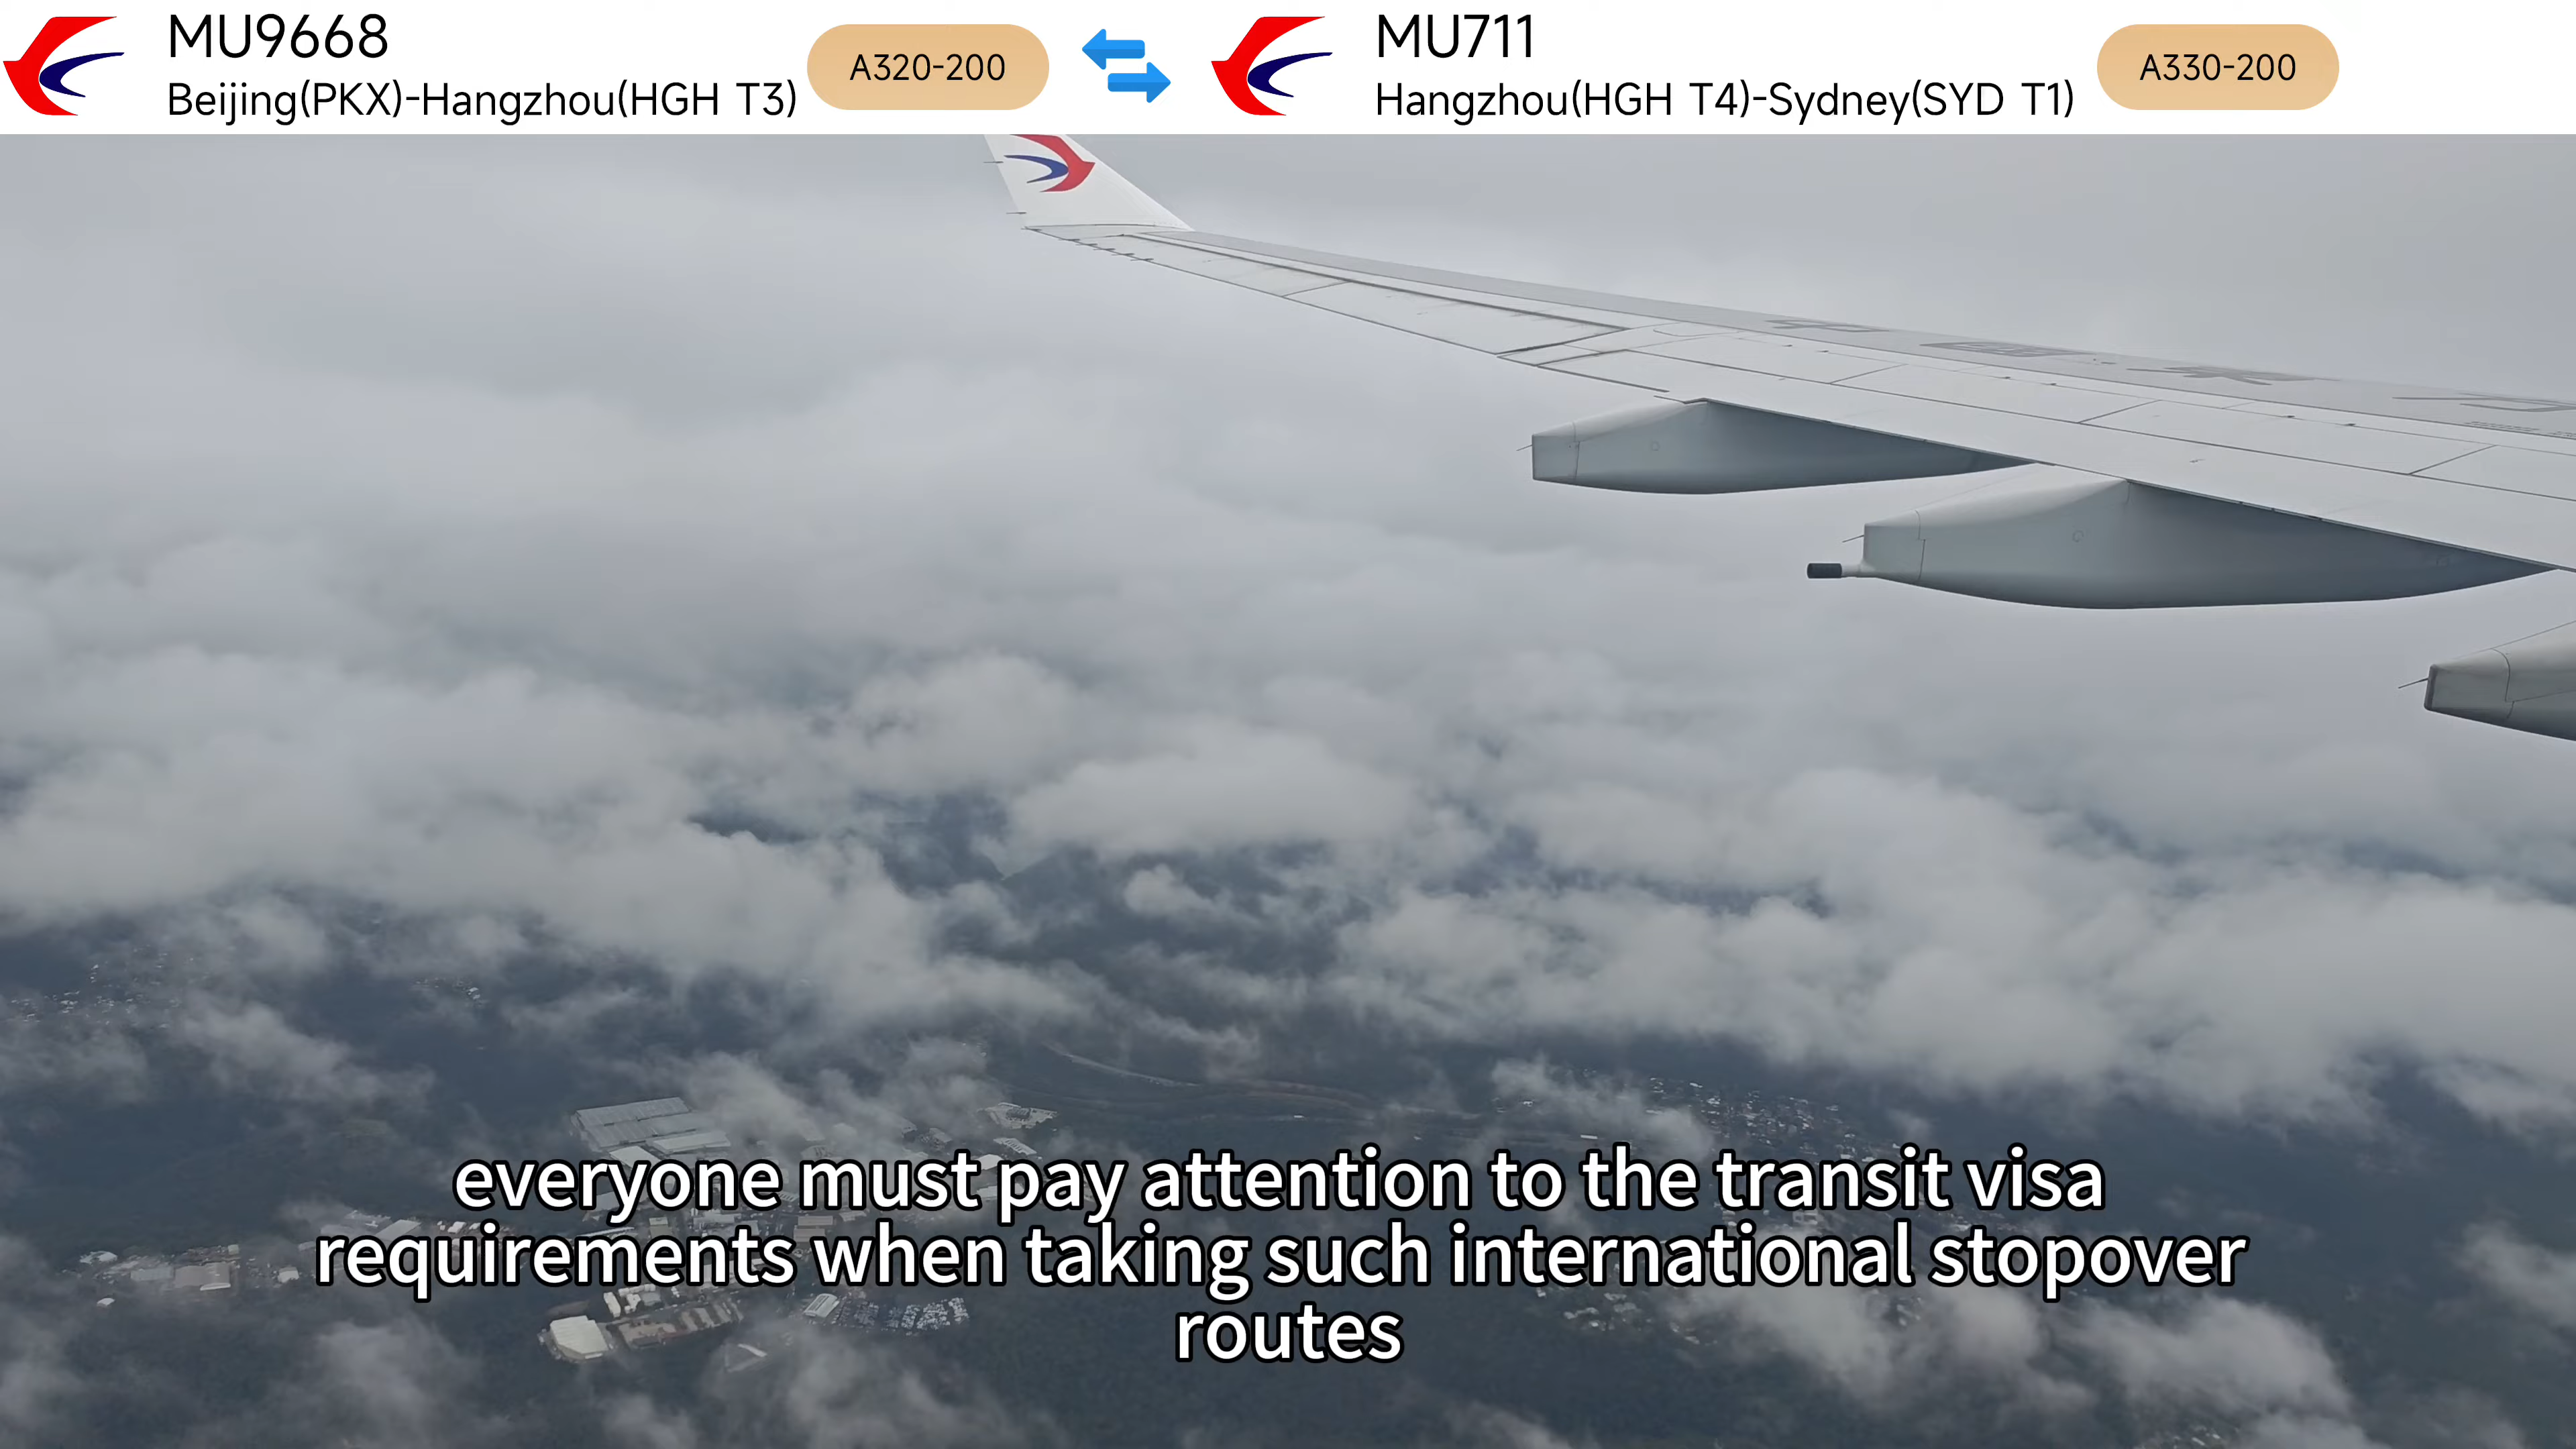 MU9668
Beijing(PKX)-Hangzhou(HGH T3)
A320-200
MU711
Hangzhou(HGH T4)-Sydney(SYD T1)
A330-200
everyone must pay attention to the transit visa
requirements when taking such international stopover
routes